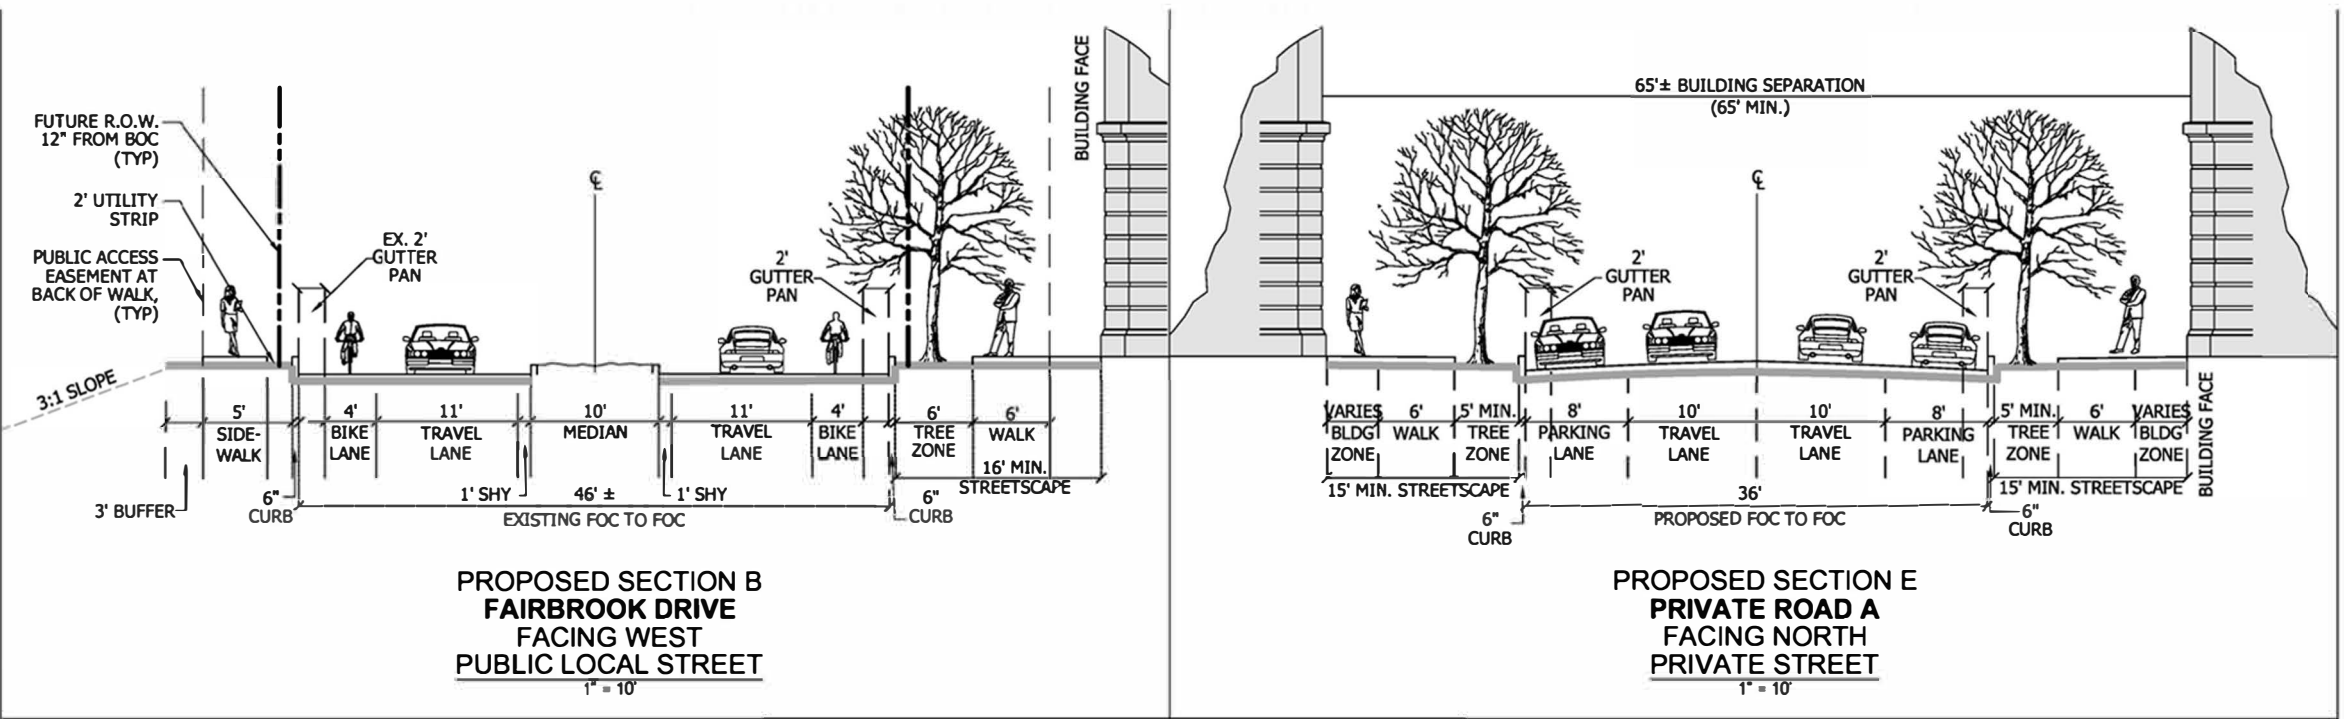 FUTURE R.O.W.
12" FROM BOC
(TYP)
2' UTILITY
STRIP
PUBLIC ACCESS
EASEMENT AT
BACK OF WALK,
(TYP)
3:1 SLOPE
EX. 2'
GUTTER
PAN
℄
2'
GUTTER
PAN
BUILDING FACE
5'
SIDE-
WALK
4'
BIKE
LANE
11'
TRAVEL
LANE
10'
MEDIAN
11'
TRAVEL
LANE
4'
BIKE
LANE
6'
TREE
ZONE
6'
WALK
16' MIN.
STREETSCAPE
3' BUFFER
6"
CURB
1' SHY
46' ±
1' SHY
EXISTING FOC TO FOC
6"
CURB
PROPOSED SECTION B
FAIRBROOK DRIVE
FACING WEST
PUBLIC LOCAL STREET
1" = 10'
65'± BUILDING SEPARATION
(65' MIN.)
℄
2'
GUTTER
PAN
2'
GUTTER
PAN
VARIES
BLDG
ZONE
6'
WALK
5' MIN.
TREE
ZONE
8'
PARKING
LANE
10'
TRAVEL
LANE
10'
TRAVEL
LANE
8'
PARKING
LANE
5' MIN.
TREE
ZONE
6'
WALK
VARIES
BLDG
ZONE
BUILDING FACE
15' MIN. STREETSCAPE
36'
PROPOSED FOC TO FOC
15' MIN. STREETSCAPE
6"
CURB
6"
CURB
PROPOSED SECTION E
PRIVATE ROAD A
FACING NORTH
PRIVATE STREET
1" = 10'